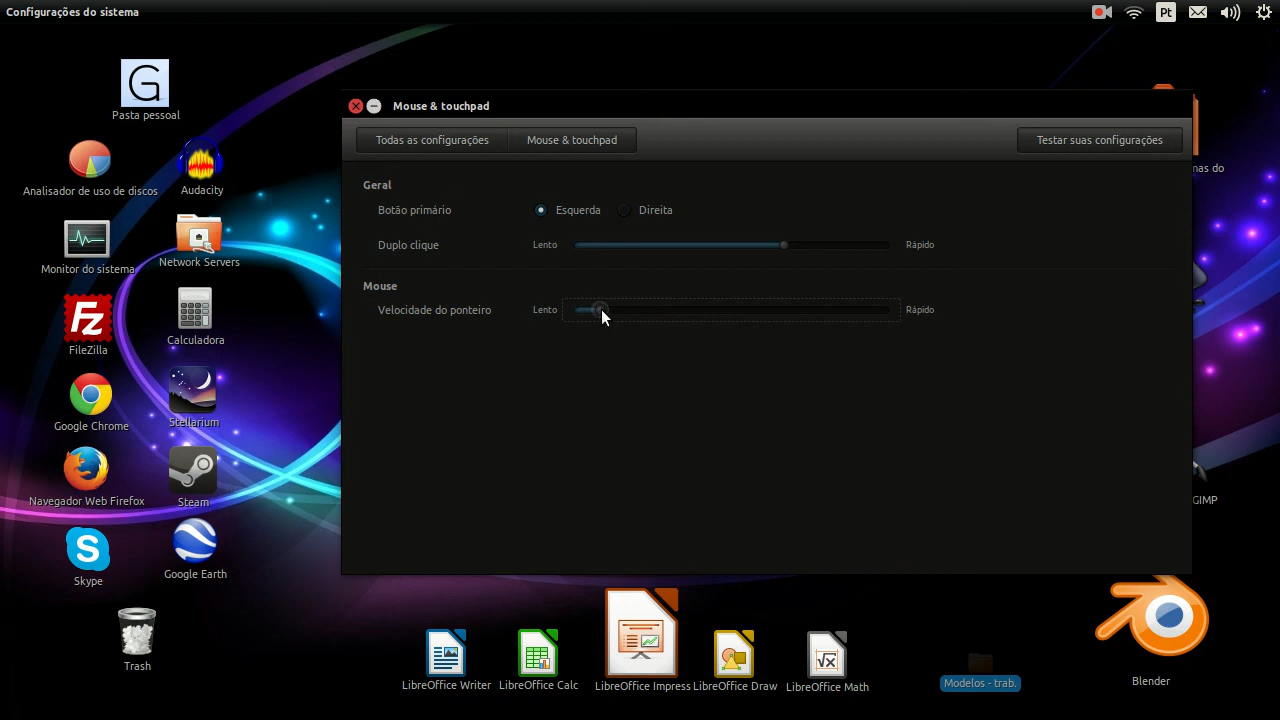 Configurações do sistema
Pt
Pasta pessoal
Analisador de uso de discos
Audacity
Monitor do sistema
Network Servers
FileZilla
Calculadora
Google Chrome
Stellarium
Navegador Web Firefox
Steam
Skype
Google Earth
Trash
Mouse & touchpad
Todas as configurações
Mouse & touchpad
Testar suas configurações
Geral
Botão primário
Esquerda
Direita
Duplo clique
Lento
Rápido
Mouse
Velocidade do ponteiro
Lento
Rápido
mas do
GIMP
LibreOffice Writer
LibreOffice Calc
LibreOffice Impress
LibreOffice Draw
LibreOffice Math
Modelos - trab.
Blender